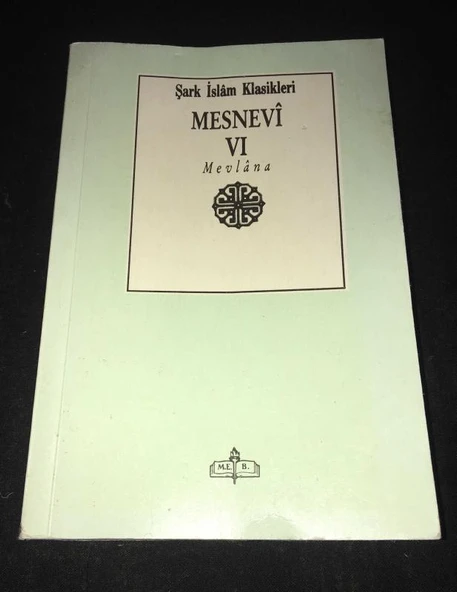 Şark İslâm Klasikleri
MESNEVÎ
VI
Mevlâna
M.E. B.